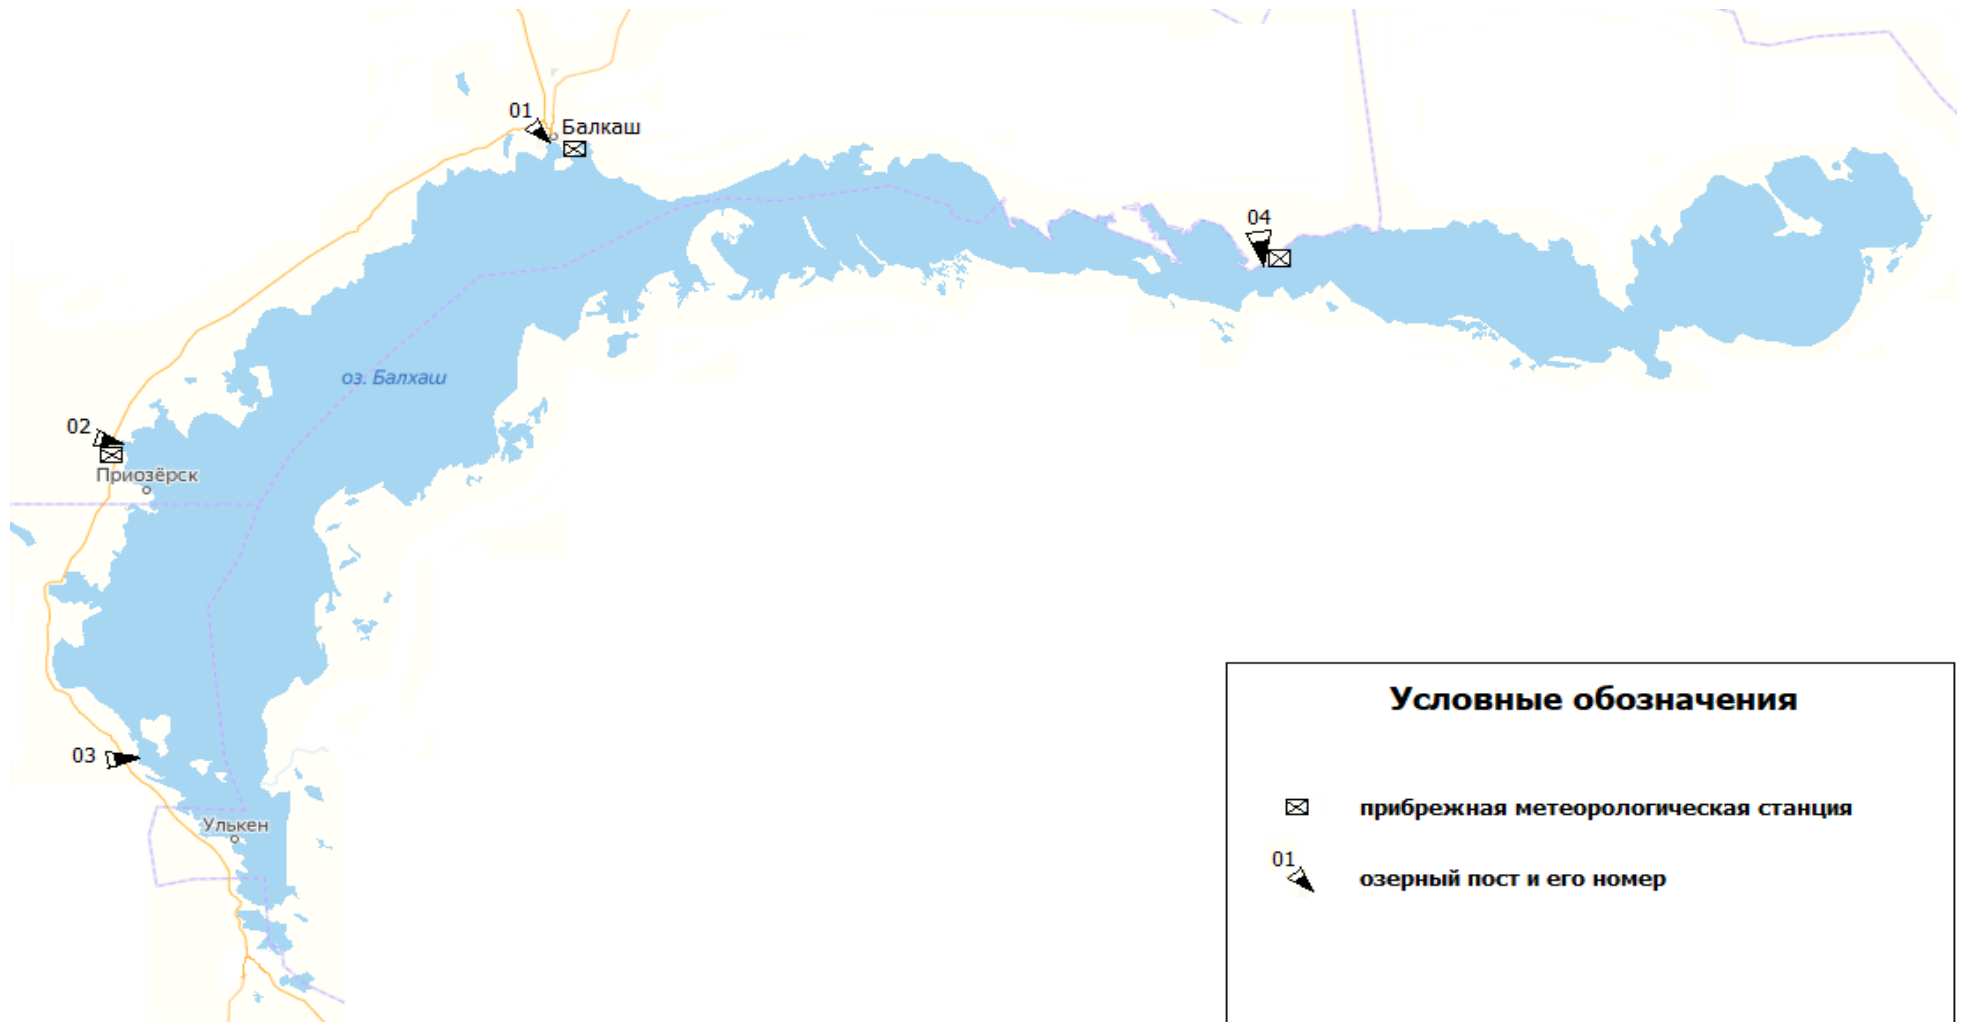 01
Балкаш
04
оз. Балхаш
02
Приозёрск
03
Улькен
Условные обозначения
прибрежная метеорологическая станция
01
озерный пост и его номер